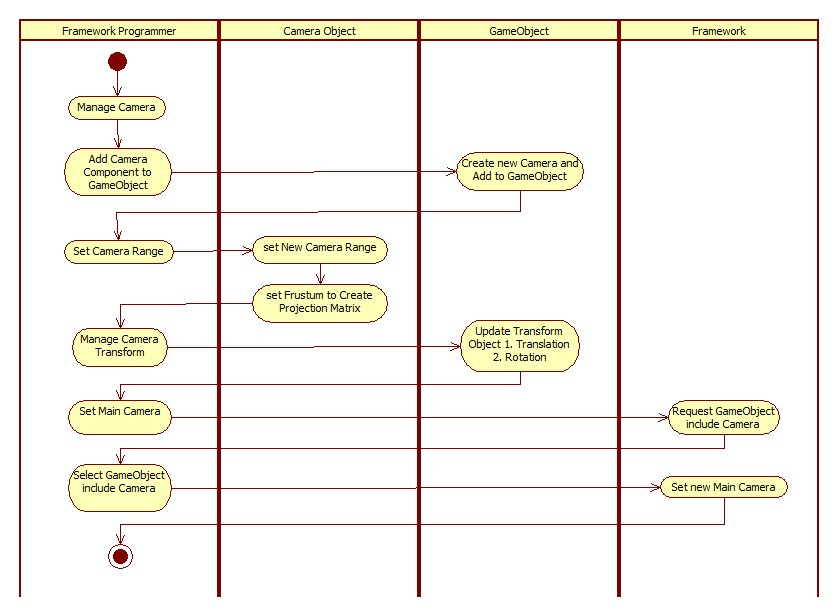 Framework Programmer
Camera Object
GameObject
Framework
Manage Camera
Add Camera
Component to
GameObject
Create new Camera and
Add to GameObject
Set Camera Range
set New Camera Range
set Frustum to Create
Projection Matrix
Manage Camera
Transform
Update Transform
Object 1. Translation
2. Rotation
Set Main Camera
Request GameObject
include Camera
Select GameObject
include Camera
Set new Main Camera